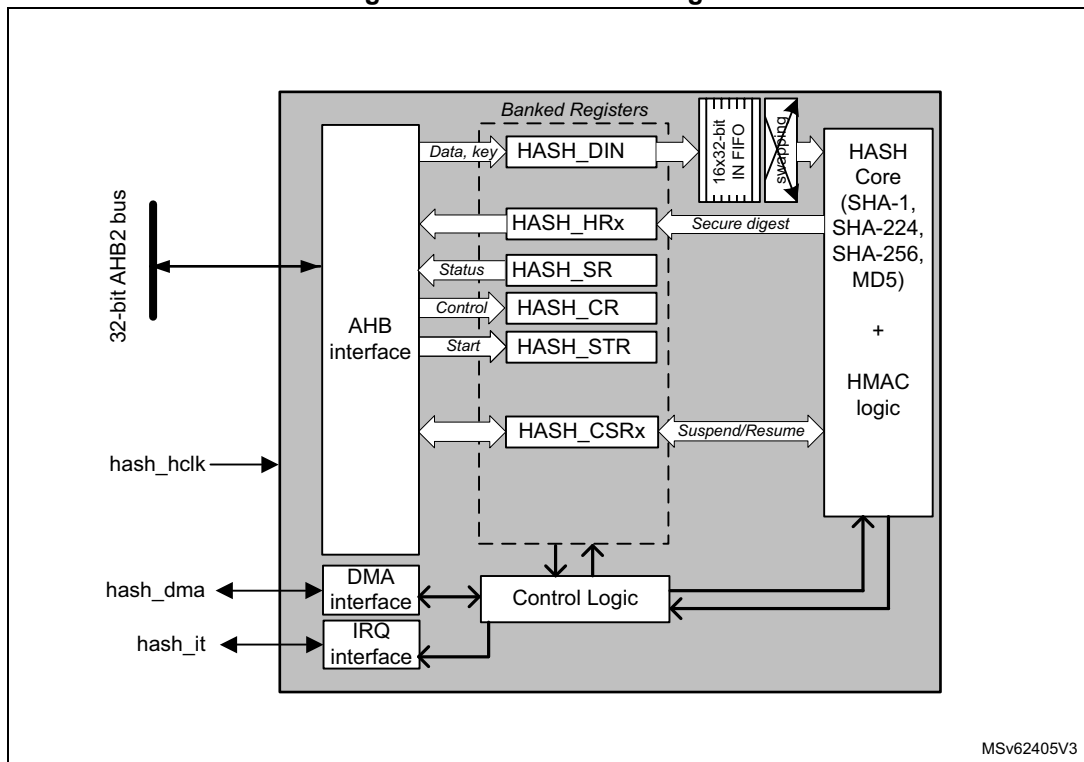 Banked Registers
32-bit AHB2 bus
AHB
interface
Data, key
HASH_DIN
16x32-bit
IN FIFO
swapping
HASH
Core
(SHA-1,
SHA-224,
SHA-256,
MD5)
+
HMAC
logic
HASH_HRx
Secure digest
Status
HASH_SR
Control
HASH_CR
Start
HASH_STR
HASH_CSRx
Suspend/Resume
hash_hclk
hash_dma
DMA
interface
Control Logic
hash_it
IRQ
interface
MSv62405V3